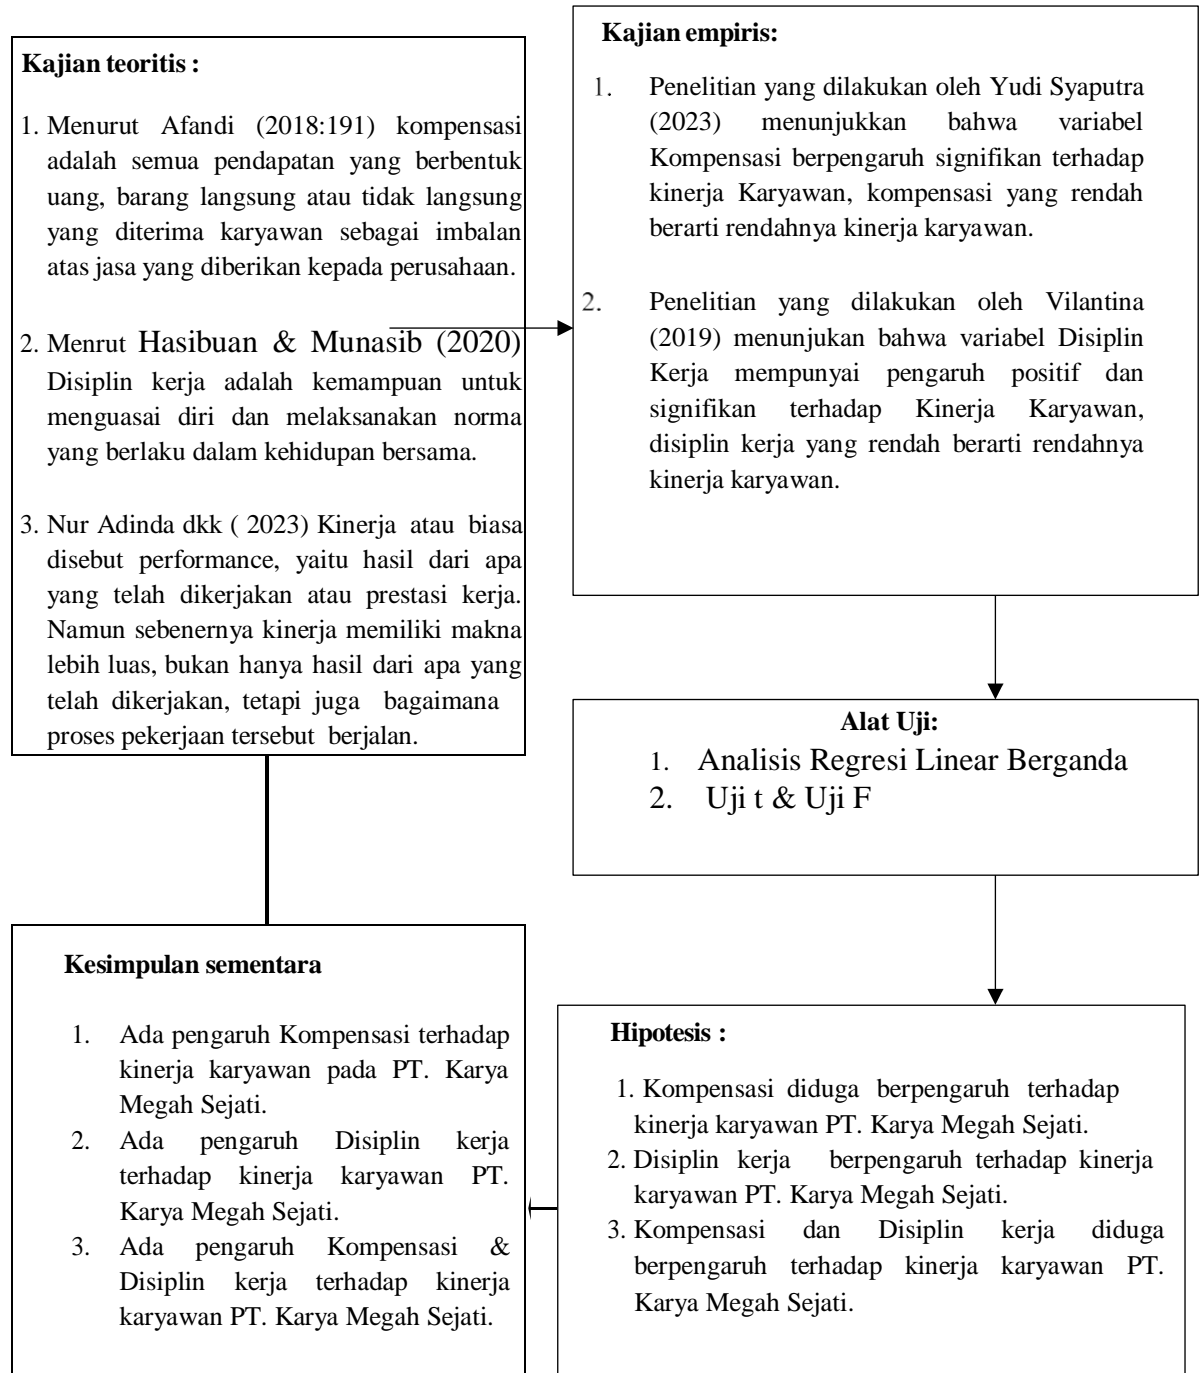 Kajian teoritis :
1. Menurut Afandi (2018:191) kompensasi
adalah semua pendapatan yang berbentuk
uang, barang langsung atau tidak langsung
yang diterima karyawan sebagai imbalan
atas jasa yang diberikan kepada perusahaan.
2. Menrut Hasibuan & Munasib (2020)
Disiplin kerja adalah kemampuan untuk
menguasai diri dan melaksanakan norma
yang berlaku dalam kehidupan bersama.
3. Nur Adinda dkk ( 2023) Kinerja atau biasa
disebut performance, yaitu hasil dari apa
yang telah dikerjakan atau prestasi kerja.
Namun sebenernya kinerja memiliki makna
lebih luas, bukan hanya hasil dari apa yang
telah dikerjakan, tetapi juga bagaimana
proses pekerjaan tersebut berjalan.
Kajian empiris:
1. Penelitian yang dilakukan oleh Yudi Syaputra
(2023) menunjukkan bahwa variabel
Kompensasi berpengaruh signifikan terhadap
kinerja Karyawan, kompensasi yang rendah
berarti rendahnya kinerja karyawan.
2. Penelitian yang dilakukan oleh Vilantina
(2019) menunjukan bahwa variabel Disiplin
Kerja mempunyai pengaruh positif dan
signifikan terhadap Kinerja Karyawan,
disiplin kerja yang rendah berarti rendahnya
kinerja karyawan.
Alat Uji:
1. Analisis Regresi Linear Berganda
2. Uji t & Uji F
Hipotesis :
1. Kompensasi diduga berpengaruh terhadap
kinerja karyawan PT. Karya Megah Sejati.
2. Disiplin kerja berpengaruh terhadap kinerja
karyawan PT. Karya Megah Sejati.
3. Kompensasi dan Disiplin kerja diduga
berpengaruh terhadap kinerja karyawan PT.
Karya Megah Sejati.
Kesimpulan sementara
1. Ada pengaruh Kompensasi terhadap
kinerja karyawan pada PT. Karya
Megah Sejati.
2. Ada pengaruh Disiplin kerja
terhadap kinerja karyawan PT.
Karya Megah Sejati.
3. Ada pengaruh Kompensasi &
Disiplin kerja terhadap kinerja
karyawan PT. Karya Megah Sejati.